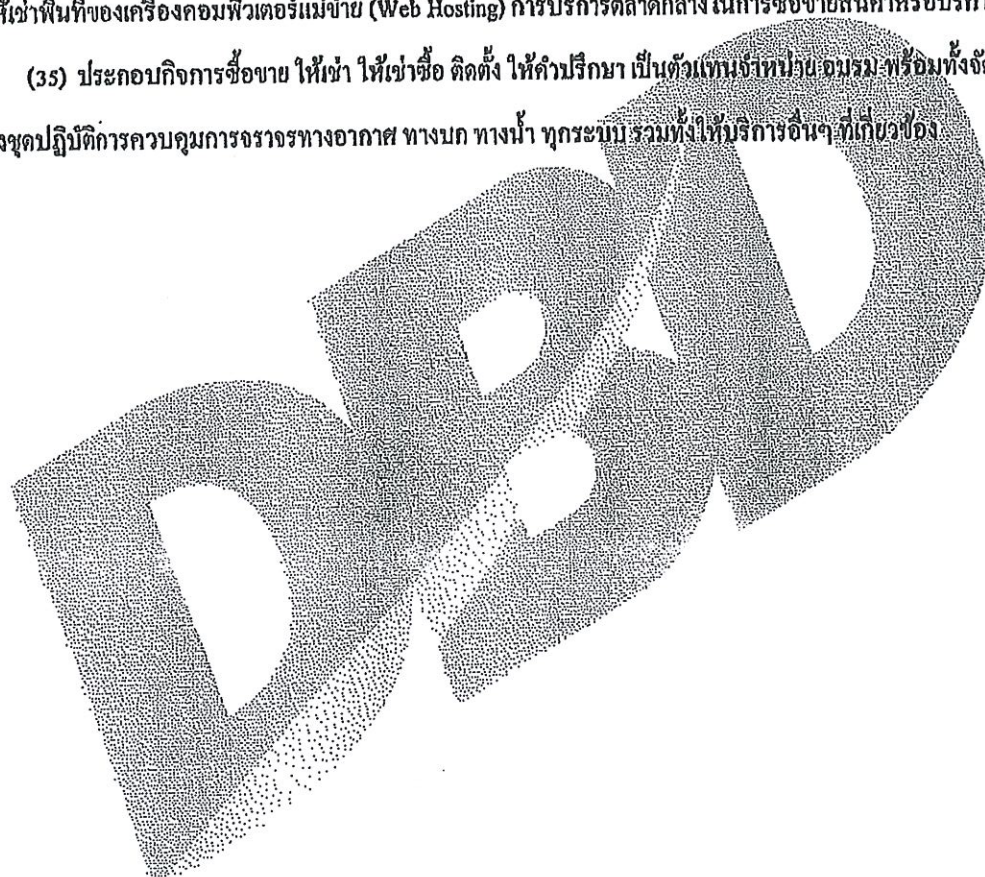 ให้เช่าพื้นที่ของเครื่องคอมพิวเตอร์แม่ข่าย (Web Hosting) การบริการตลาดกลางในการซื้อขายสินค้าหรือบริก
(35) ประกอบกิจการซื้อขาย ให้เช่า ให้เช่าซื้อ ติดตั้ง ให้คำปรึกษา เป็นตัวแทนจำหน่าย อบรม พร้อมทั้งจัด
งชุดปฏิบัติการควบคุมการจราจรทางอากาศ ทางบก ทางน้ำ ทุกระบบ รวมทั้งให้บริการอื่นๆ ที่เกี่ยวข้อง
DBD